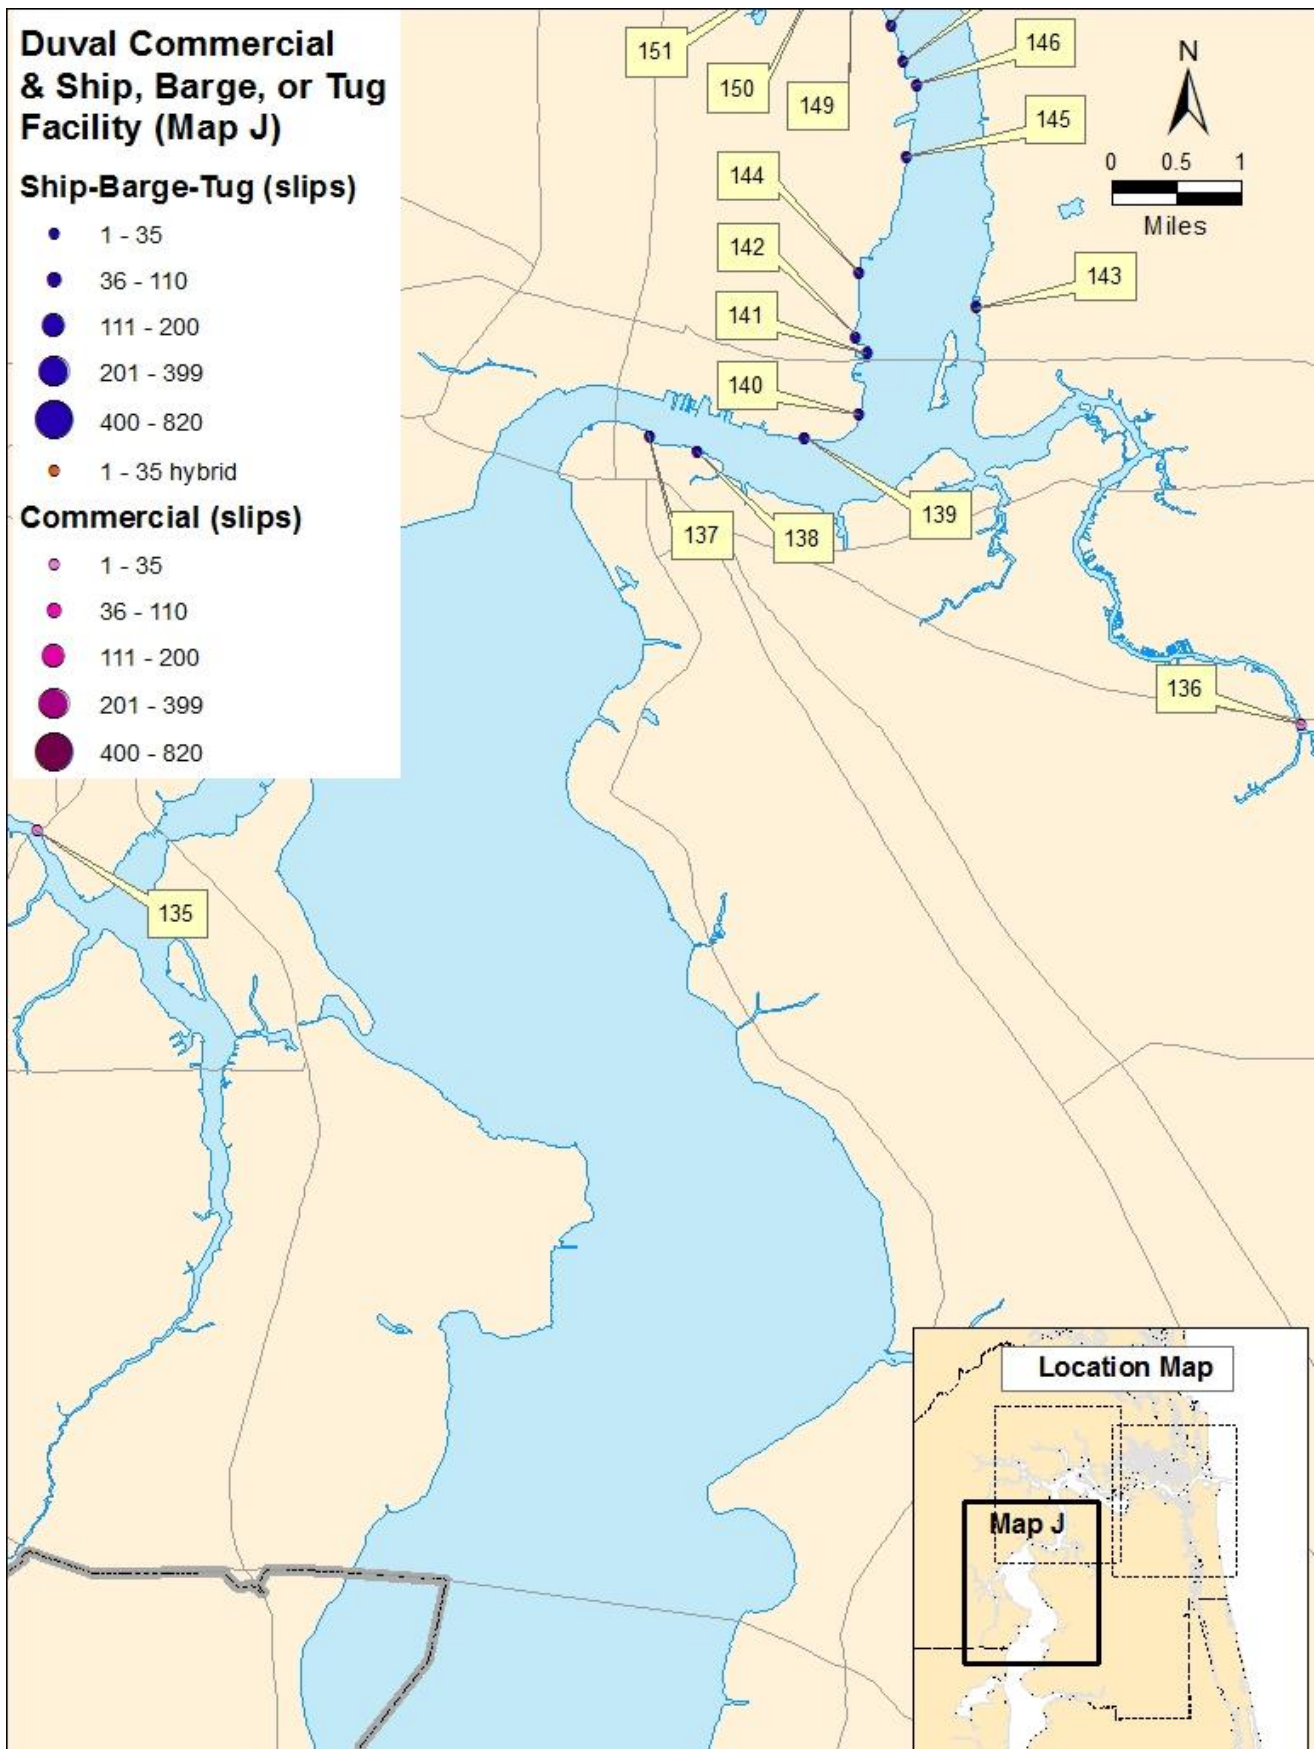 Duval Commercial
& Ship, Barge, or Tug
Facility (Map J)
Ship-Barge-Tug (slips)
1 - 35
36 - 110
111 - 200
201 - 399
400 - 820
1 - 35 hybrid
Commercial (slips)
1 - 35
36 - 110
111 - 200
201 - 399
400 - 820
N
0 0.5 1
Miles
151
150
149
146
145
144
142
143
141
140
139
137
138
136
135
Location Map
Map J